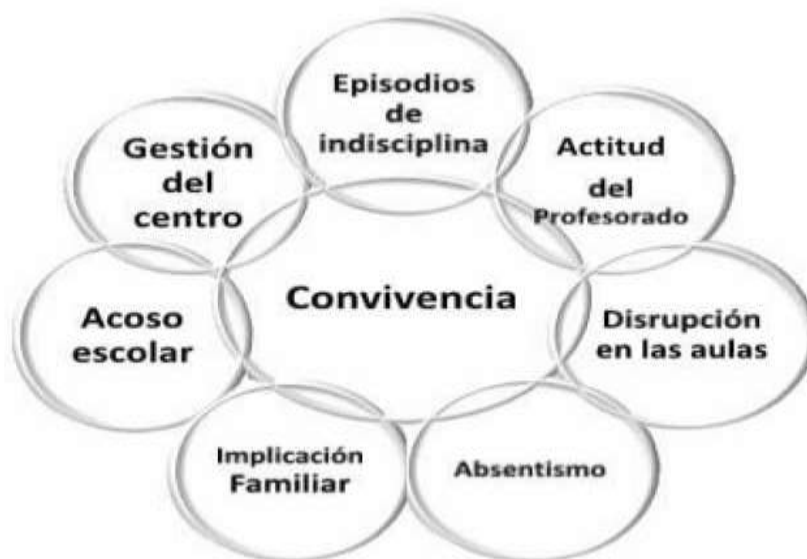 Episodios
de
indisciplina
Actitud
del
Profesorado
Gestión
del
centro
Convivencia
Acoso
escolar
Disrupción
en las aulas
Implicación
Familiar
Absentismo